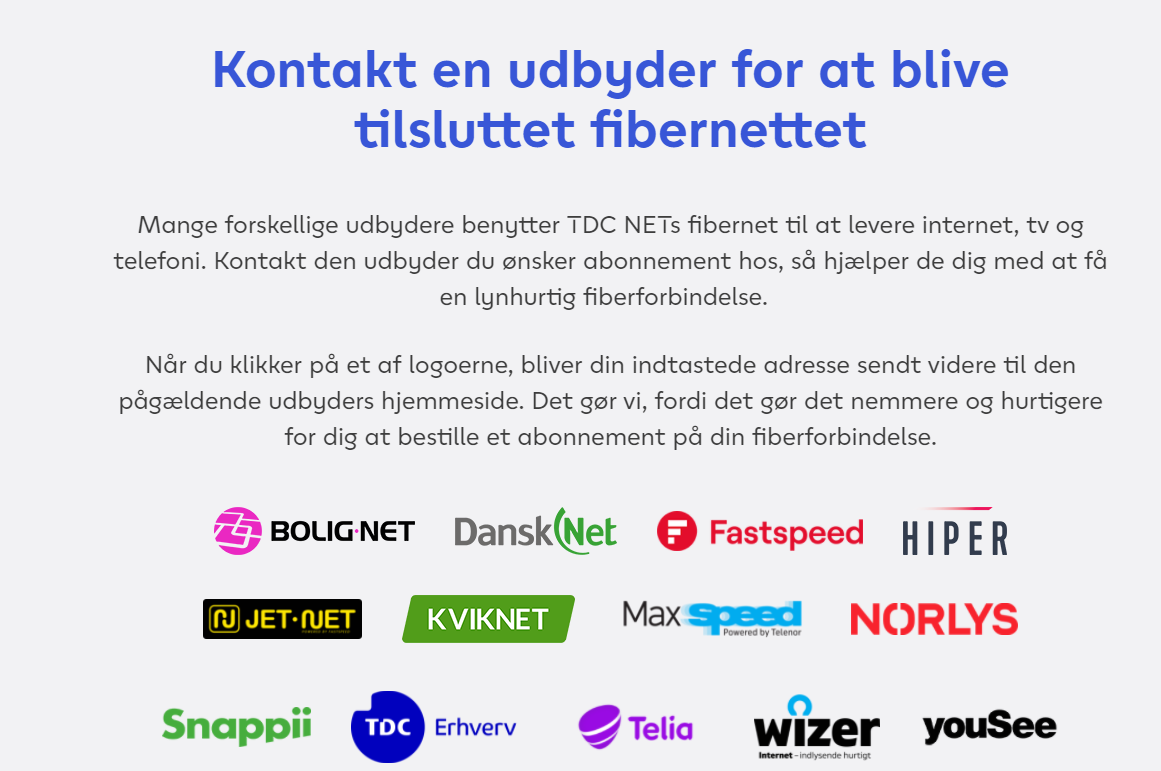 Kontakt en udbyder for at blive
tilsluttet fibernettet
Mange forskellige udbydere benytter TDC NETs fibernet til at levere internet, tv og
telefoni. Kontakt den udbyder du ønsker abonnement hos, så hjælper de dig med at få
en lynhurtig fiberforbindelse.
Når du klikker på et af logoerne, bliver din indtastede adresse sendt videre til den
pågældende udbyders hjemmeside. Det gør vi, fordi det gør det nemmere og hurtigere
for dig at bestille et abonnement på din fiberforbindelse.
BOLIG·NET DanskNet Fastspeed HIPER
JET·NET KVIKNET Maxspeed NORLYS
POWERED BY FASTSPEED Powered by Telenor
Snappii TDC Erhverv Telia wizer youSee
Internet – indlysende hurtigt